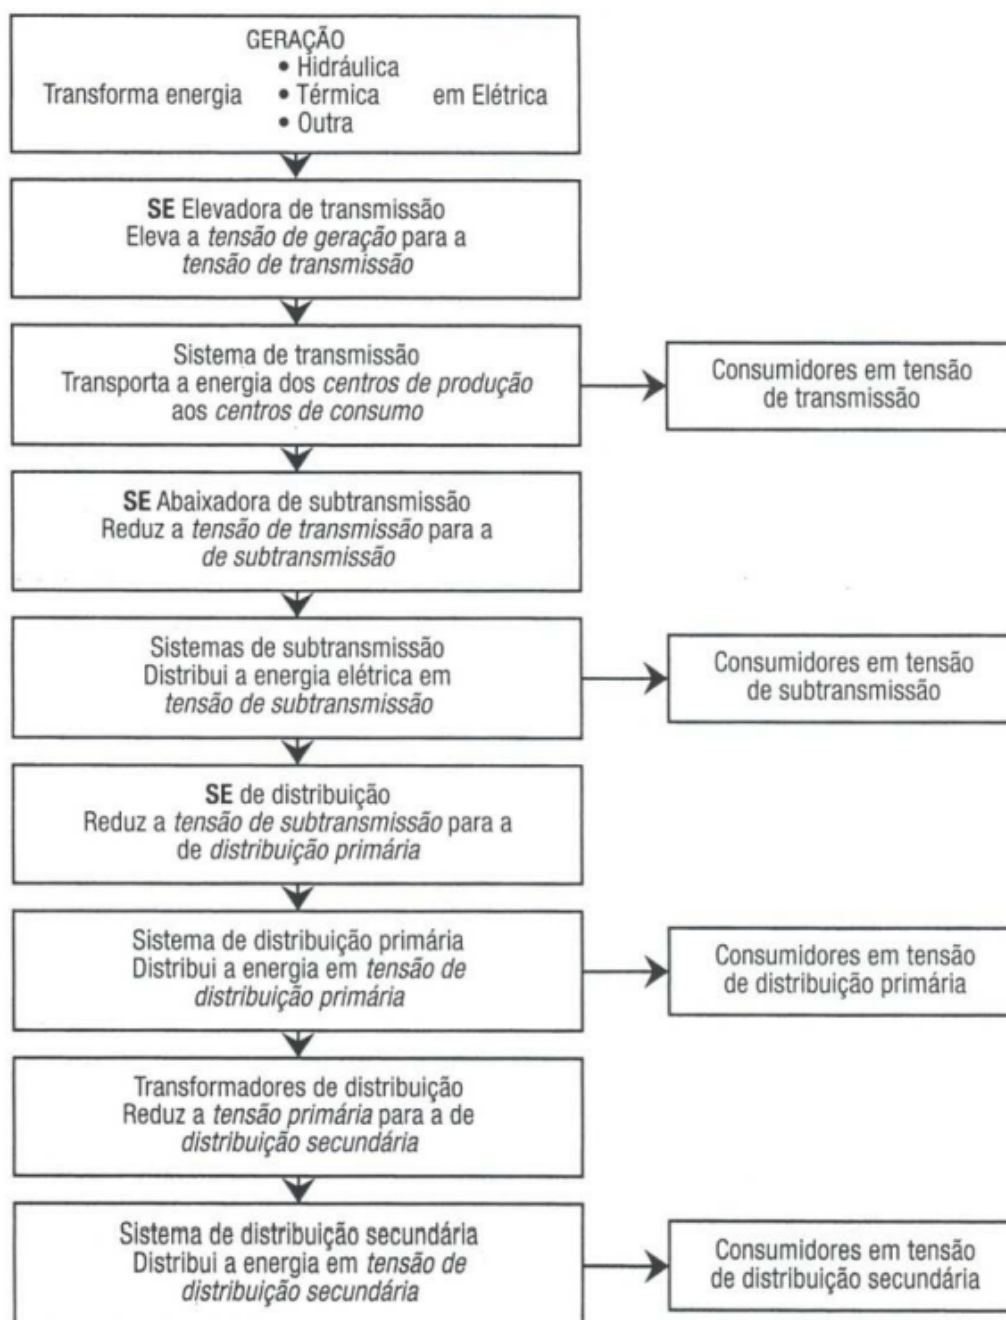 GERAÇÃO
• Hidráulica
Transforma energia • Térmica em Elétrica
• Outra
SE Elevadora de transmissão
Eleva a tensão de geração para a
tensão de transmissão
Sistema de transmissão
Transporta a energia dos centros de produção
aos centros de consumo
Consumidores em tensão
de transmissão
SE Abaixadora de subtransmissão
Reduz a tensão de transmissão para a
de subtransmissão
Sistemas de subtransmissão
Distribui a energia elétrica em
tensão de subtransmissão
Consumidores em tensão
de subtransmissão
SE de distribuição
Reduz a tensão de subtransmissão para a
de distribuição primária
Sistema de distribuição primária
Distribui a energia em tensão de
distribuição primária
Consumidores em tensão
de distribuição primária
Transformadores de distribuição
Reduz a tensão primária para a de
distribuição secundária
Sistema de distribuição secundária
Distribui a energia em tensão de
distribuição secundária
Consumidores em tensão
de distribuição secundária